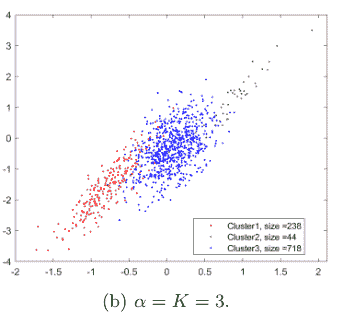 4
3
2
1
0
-1
-2
-3
-4
-2 -1.5 -1 -0.5 0 0.5 1 1.5 2
Cluster1, size =238
Cluster2, size =44
Cluster3, size =718
(b) α = K = 3.